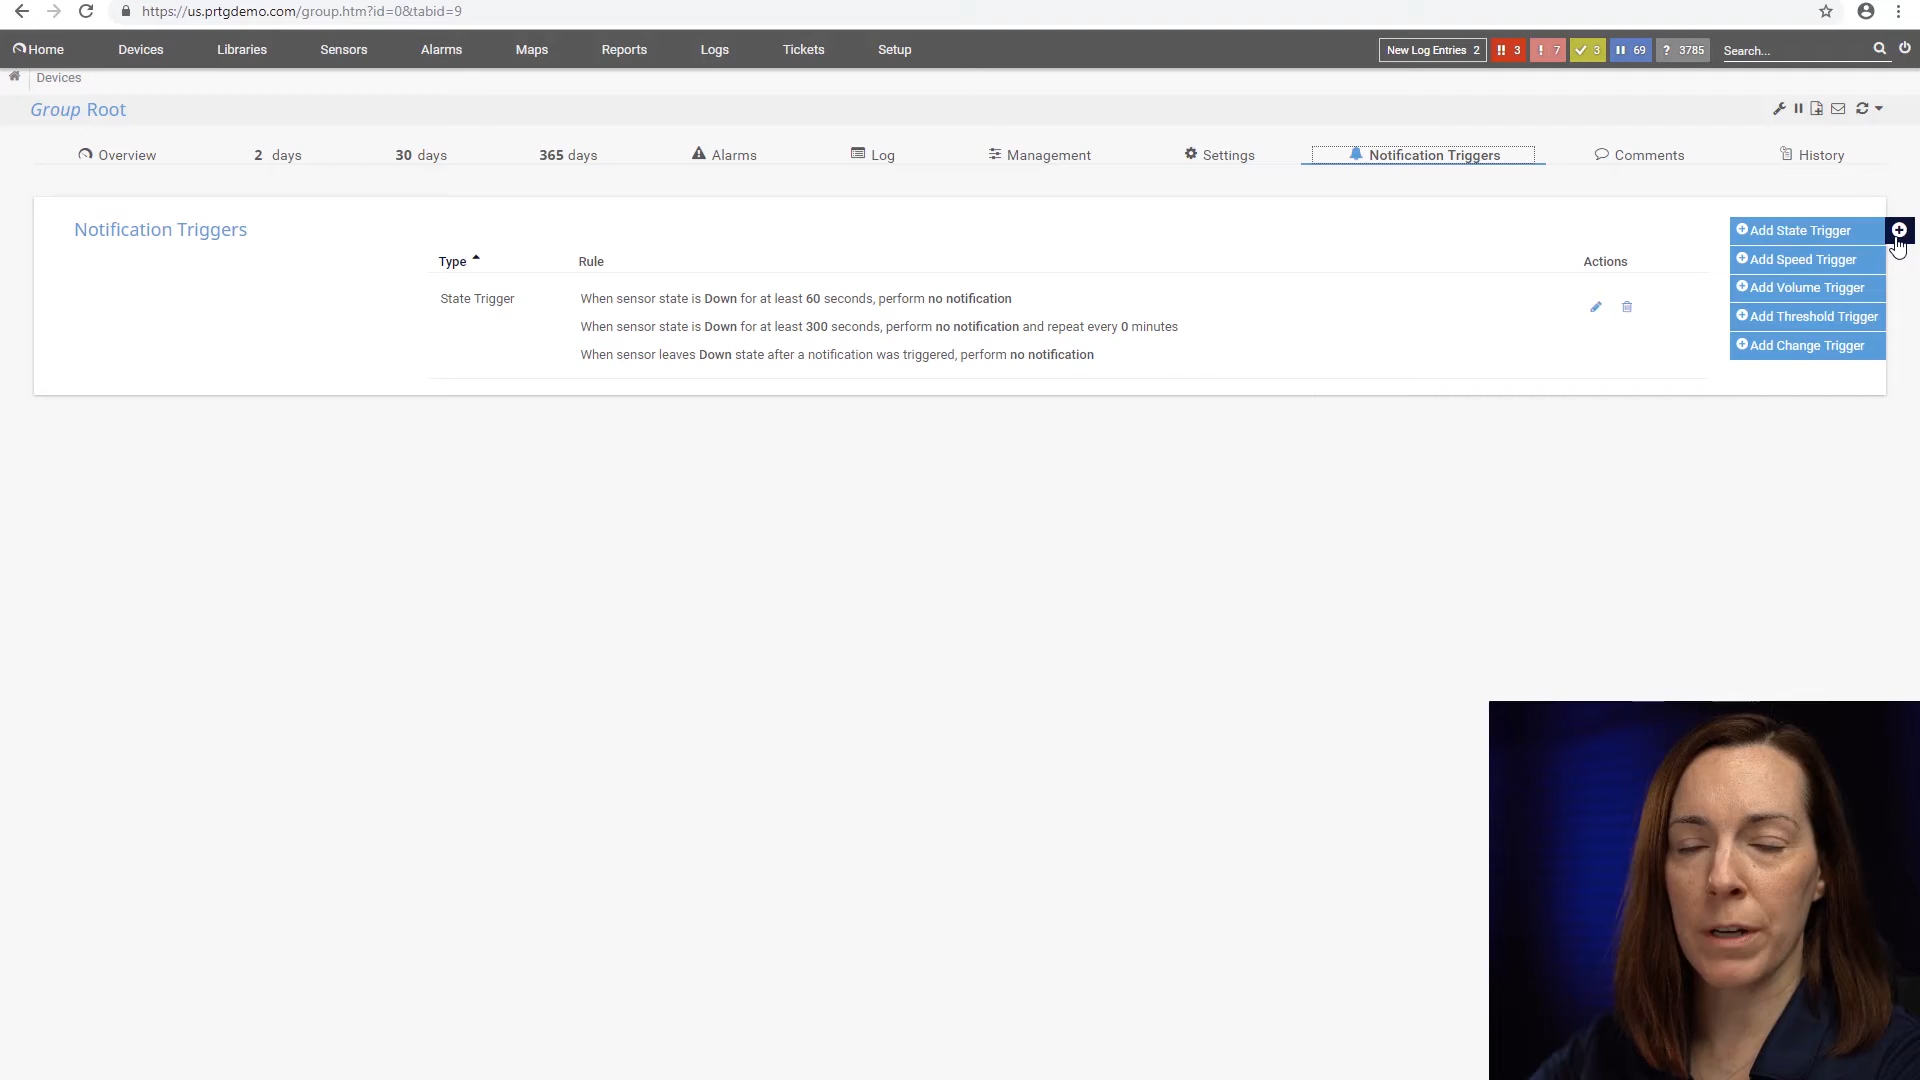 https://us.prtgdemo.com/group.htm?id=0&tabid=9
Home Devices Libraries Sensors Alarms Maps Reports Logs Tickets Setup New Log Entries 2 !! 3 ! 7 3 69 ? 3785 Search...
Devices
Group Root
Overview 2 days 30 days 365 days Alarms Log Management Settings Notification Triggers Comments History
Notification Triggers
Type Rule Actions
State Trigger
When sensor state is Down for at least 60 seconds, perform no notification
When sensor state is Down for at least 300 seconds, perform no notification and repeat every 0 minutes
When sensor leaves Down state after a notification was triggered, perform no notification
Add State Trigger
Add Speed Trigger
Add Volume Trigger
Add Threshold Trigger
Add Change Trigger